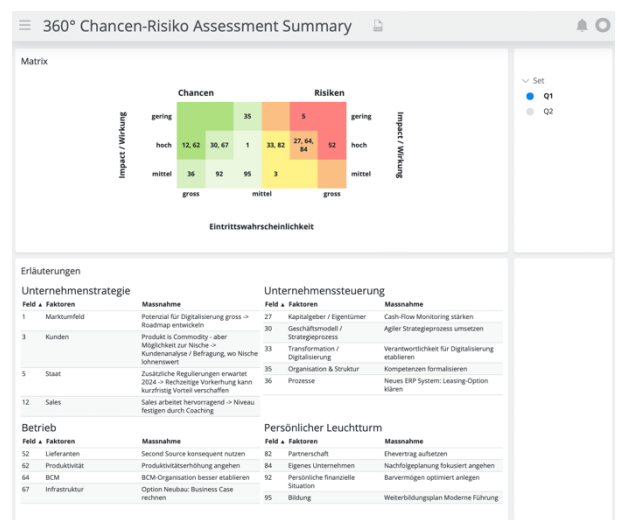 360° Chancen-Risiko Assessment Summary
Matrix
Chancen Risiken
Impact / Wirkung
gering 35 5 gering
hoch 12, 62 30, 67 1 33, 82 27, 64, 84 52 hoch
mittel 36 92 95 3 mittel
Impact / Wirkung
gross mittel gross
Eintrittswahrscheinlichkeit
Set
Q1
Q2
Erläuterungen
Unternehmenstrategie
Feld Faktoren Massnahme
1 Marktumfeld Potenzial für Digitalisierung gross ->
Roadmap entwickeln
3 Kunden Produkt is Commodity - aber
Möglichkeit zur Nische ->
Kundenanalyse / Befragung, wo Nische
lohnenswert
5 Staat Zusätzliche Regulierungen erwartet
2024 -> Rechzeitige Vorkerhung kann
kurzfristig Vorteil verschaffen
12 Sales Sales arbeitet hervorragend -> Niveau
festigen durch Coaching
Unternehmenssteuerung
Feld Faktoren Massnahme
27 Kapitalgeber / Eigentümer Cash-Flow Monitoring stärken
30 Geschäftsmodell / Agiler Strategieprozess umsetzen
Strategieprozess
33 Transformation / Verantwortlichkeit für Digitalisierung
Digitalisierung etablieren
35 Organisation & Struktur Kompetenzen formalisieren
36 Prozesse Neues ERP System: Leasing-Option
klären
Betrieb
Feld Faktoren Massnahme
52 Lieferanten Second Source konsequent nutzen
62 Produktivität Produktivitätserhöhung angehen
64 BCM BCM-Organisation besser etablieren
67 Infrastruktur Option Neubau: Business Case
rechnen
Persönlicher Leuchtturm
Feld Faktoren Massnahme
82 Partnerschaft Ehevertrag aufsetzen
84 Eigenes Unternehmen Nachfolgeplanung fokusiert angehen
92 Persönliche finanzielle Barvermögen optimiert anlegen
Situation
95 Bildung Weiterbildungsplan Moderne Führung